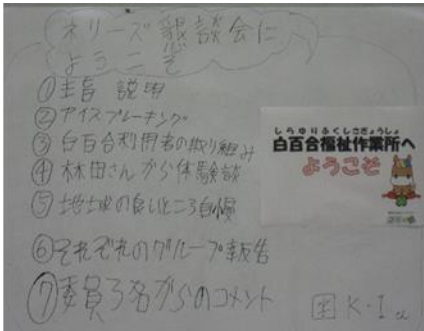 ネリーズ懇談会に
ようこそ
①主旨 説明
②アイスブレーキング
③白百合利用者の取り組み
④林田さんから体験談
⑤地域の良いところ自慢
⑥それぞれのグループ報告
⑦委員3名からのコメント
しらゆりふくしさぎょうしょ
白百合福祉作業所へ
ようこそ
字 K・Iさん